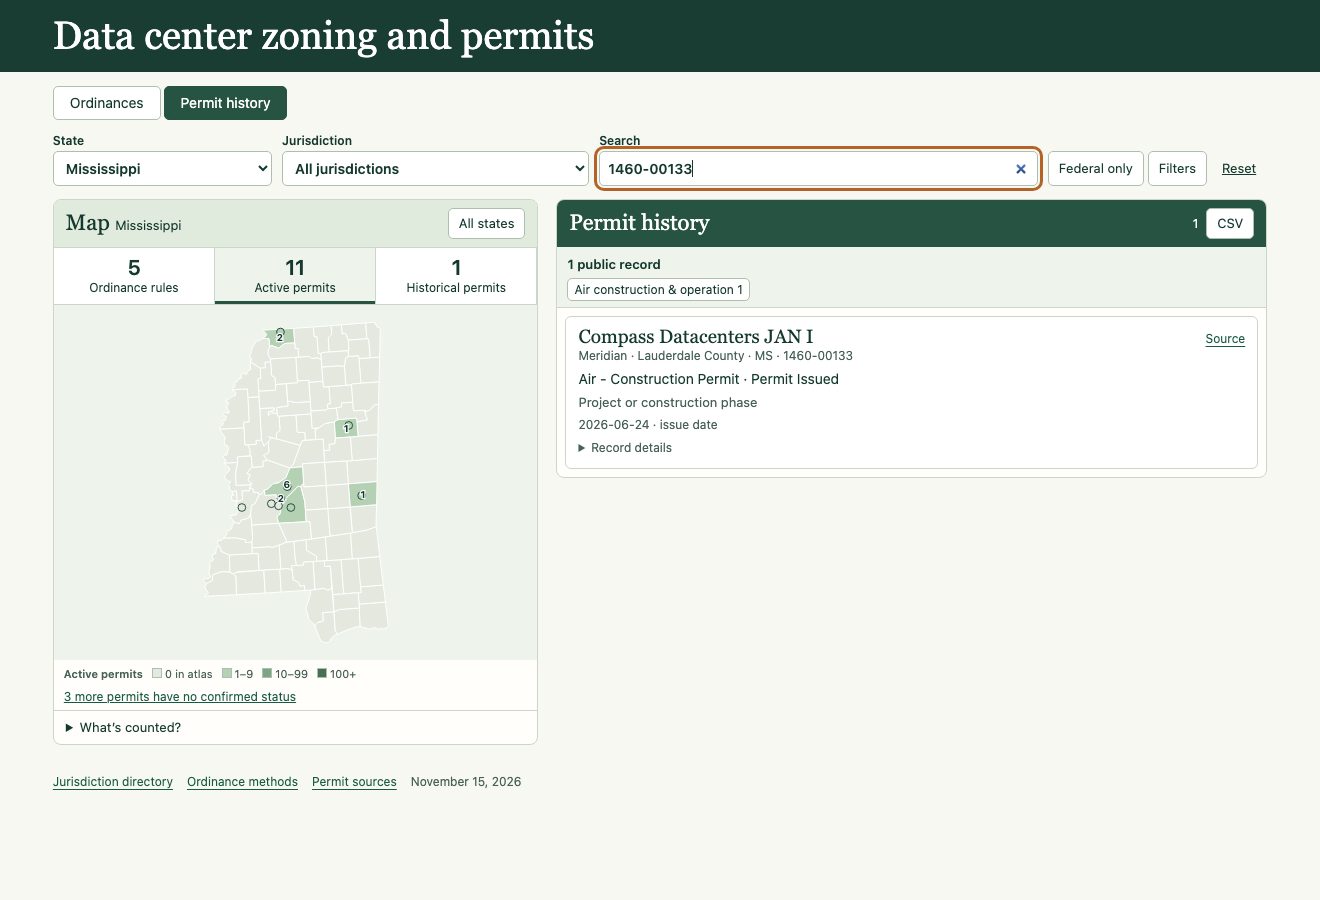 Data center zoning and permits
Ordinances
Permit history
State
Jurisdiction
Search
Mississippi
All jurisdictions
1460-00133
Federal only
Filters
Reset
Map Mississippi
All states
5
Ordinance rules
11
Active permits
1
Historical permits
2
1
6
2
1
Active permits 0 in atlas 1–9 10–99 100+
3 more permits have no confirmed status
What's counted?
Permit history
1
CSV
1 public record
Air construction & operation 1
Compass Datacenters JAN I
Source
Meridian · Lauderdale County · MS · 1460-00133
Air - Construction Permit · Permit Issued
Project or construction phase
2026-06-24 · issue date
Record details
Jurisdiction directory Ordinance methods Permit sources November 15, 2026